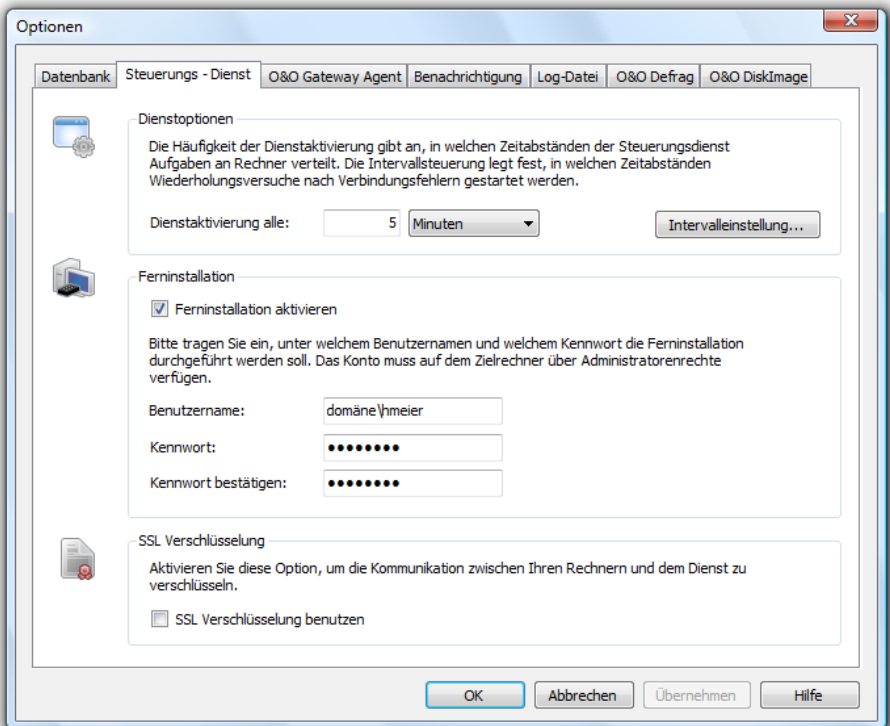 Optionen
Datenbank Steuerungs - Dienst O&O Gateway Agent Benachrichtigung Log-Datei O&O Defrag O&O DiskImage
Dienstoptionen
Die Häufigkeit der Dienstaktivierung gibt an, in welchen Zeitabständen der Steuerungsdienst
Aufgaben an Rechner verteilt. Die Intervallsteuerung legt fest, in welchen Zeitabständen
Wiederholungsversuche nach Verbindungsfehlern gestartet werden.
Dienstaktivierung alle: 5 Minuten Intervalleinstellung...
Ferninstallation
Ferninstallation aktivieren
Bitte tragen Sie ein, unter welchem Benutzernamen und welchem Kennwort die Ferninstallation
durchgeführt werden soll. Das Konto muss auf dem Zielrechner über Administratorenrechte
verfügen.
Benutzername: domäne\hmeier
Kennwort: ●●●●●●●●
Kennwort bestätigen: ●●●●●●●●
SSL Verschlüsselung
Aktivieren Sie diese Option, um die Kommunikation zwischen Ihren Rechnern und dem Dienst zu
verschlüsseln.
SSL Verschlüsselung benutzen
OK Abbrechen Übernehmen Hilfe